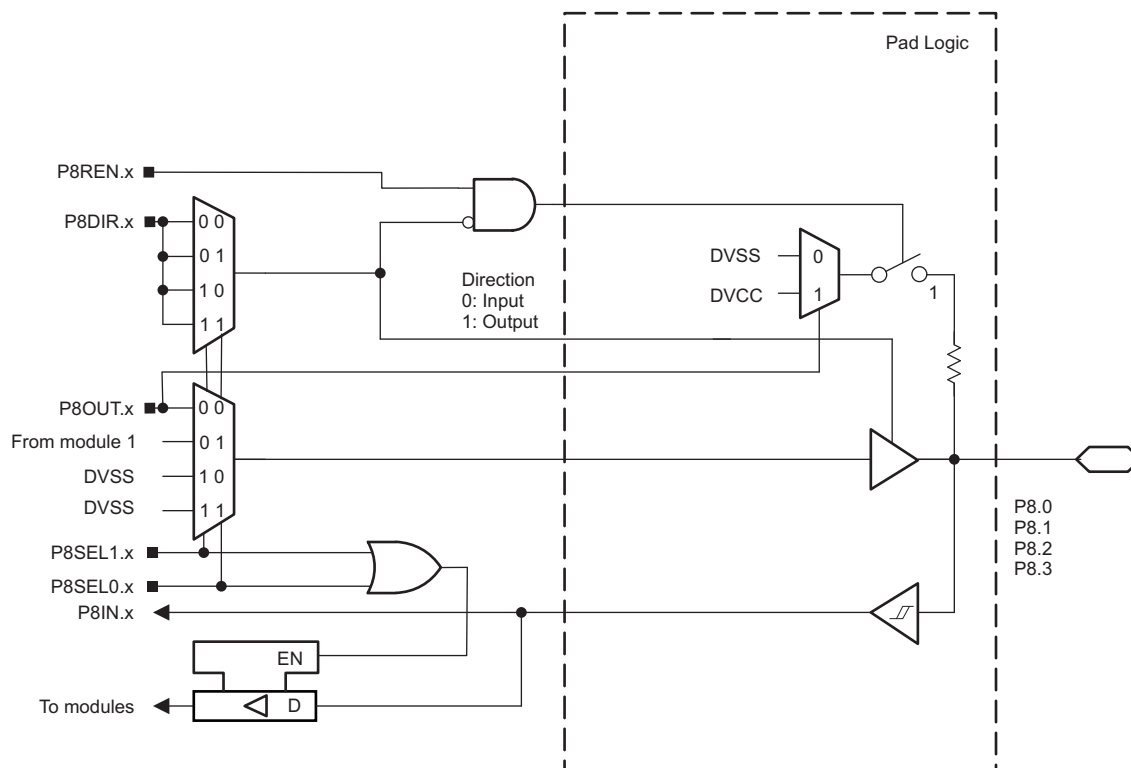 Pad Logic
P8REN.x
P8DIR.x
0 0
0 1
1 0
1 1
Direction
0: Input
1: Output
DVSS
0
DVCC
1
1
P8OUT.x
0 0
From module 1
0 1
DVSS
1 0
DVSS
1 1
P8SEL1.x
P8SEL0.x
P8IN.x
P8.0
P8.1
P8.2
P8.3
EN
To modules
D